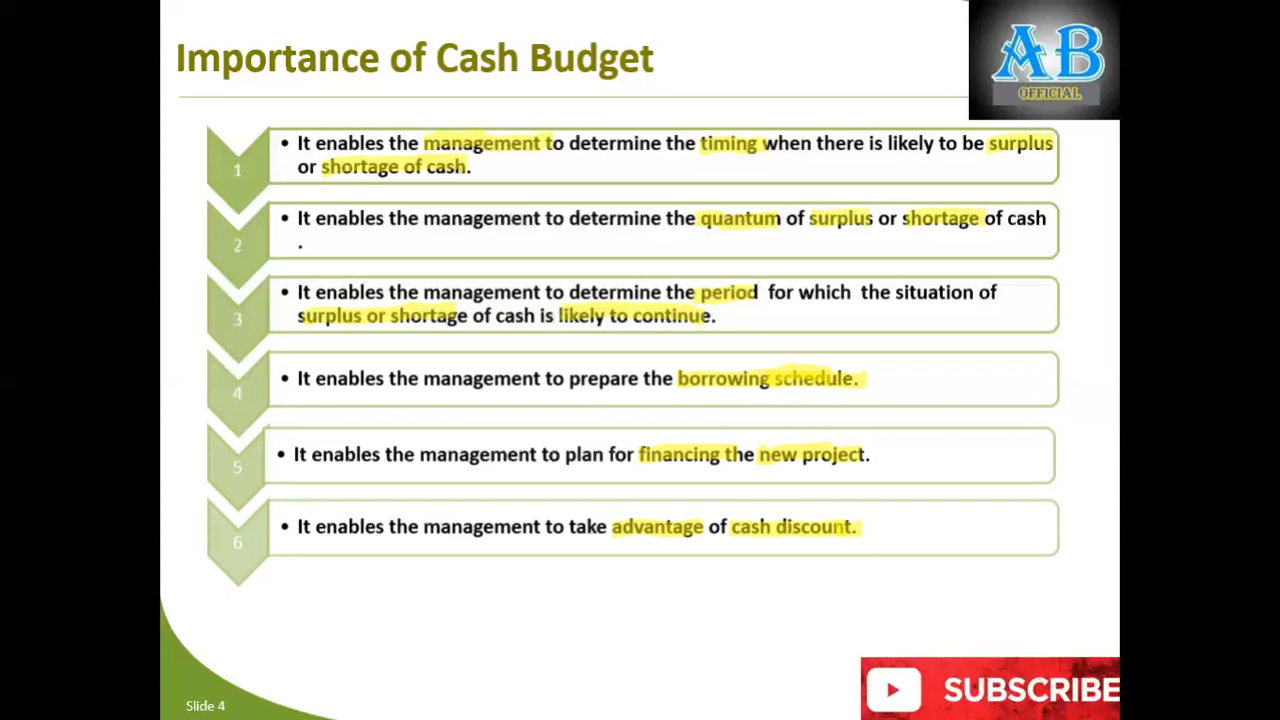 Importance of Cash Budget
AB
OFFICIAL
1
• It enables the management to determine the timing when there is likely to be surplus
or shortage of cash.
2
• It enables the management to determine the quantum of surplus or shortage of cash
.
3
• It enables the management to determine the period for which the situation of
surplus or shortage of cash is likely to continue.
4
• It enables the management to prepare the borrowing schedule.
5
• It enables the management to plan for financing the new project.
6
• It enables the management to take advantage of cash discount.
Slide 4
SUBSCRIBE